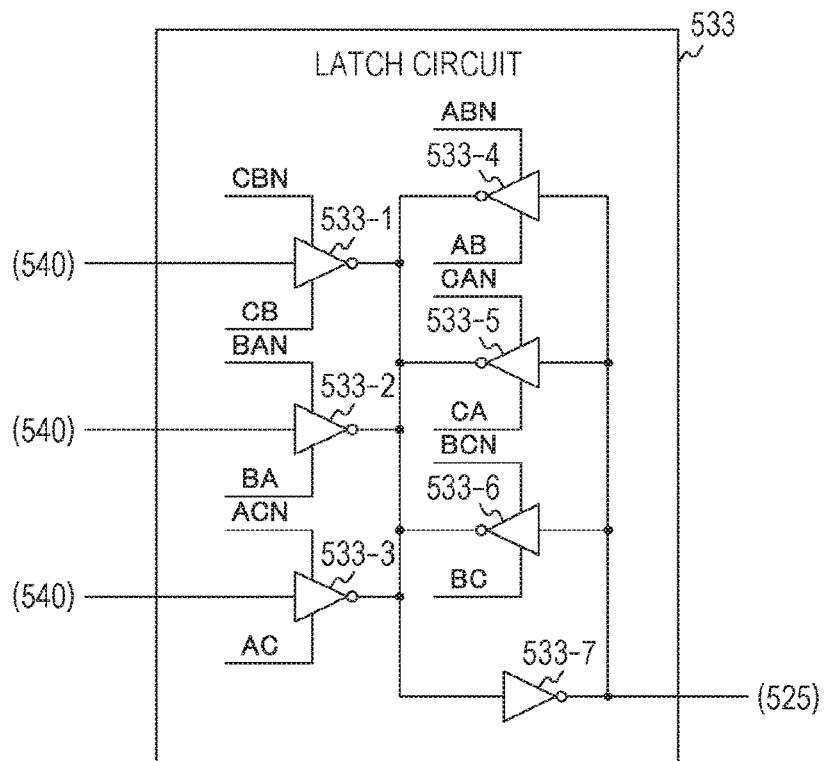 533
LATCH CIRCUIT
ABN
533-4
CBN
533-1
(540)
AB
CAN
CB
533-5
BAN
533-2
(540)
CA
BCN
BA
533-6
ACN
533-3
(540)
BC
AC
533-7
(525)